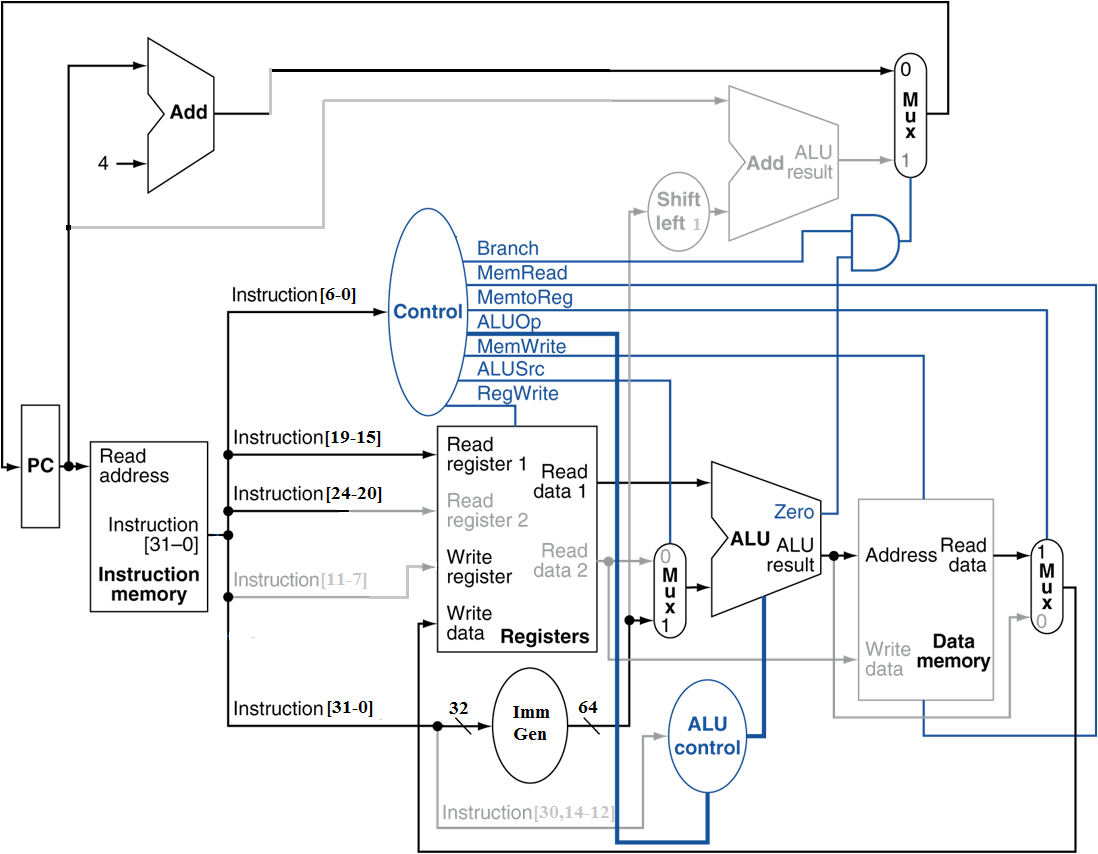 0
M
u
x
1
Add
4
Add
ALU
result
Shift
left 1
Branch
MemRead
MemtoReg
ALUOp
MemWrite
ALUSrc
RegWrite
Control
Instruction[6-0]
PC
Read
address
Instruction
[31–0]
Instruction
memory
Instruction[19-15]
Instruction[24-20]
Instruction[11-7]
Instruction[31-0]
Read
register 1
Read
register 2
Write
register
Write
data
Read
data 1
Read
data 2
Registers
0
M
u
x
1
Zero
ALU
ALU
result
Address
Read
data
Write
data
Data
memory
1
M
u
x
0
32
Imm
Gen
64
ALU
control
Instruction[30,14-12]